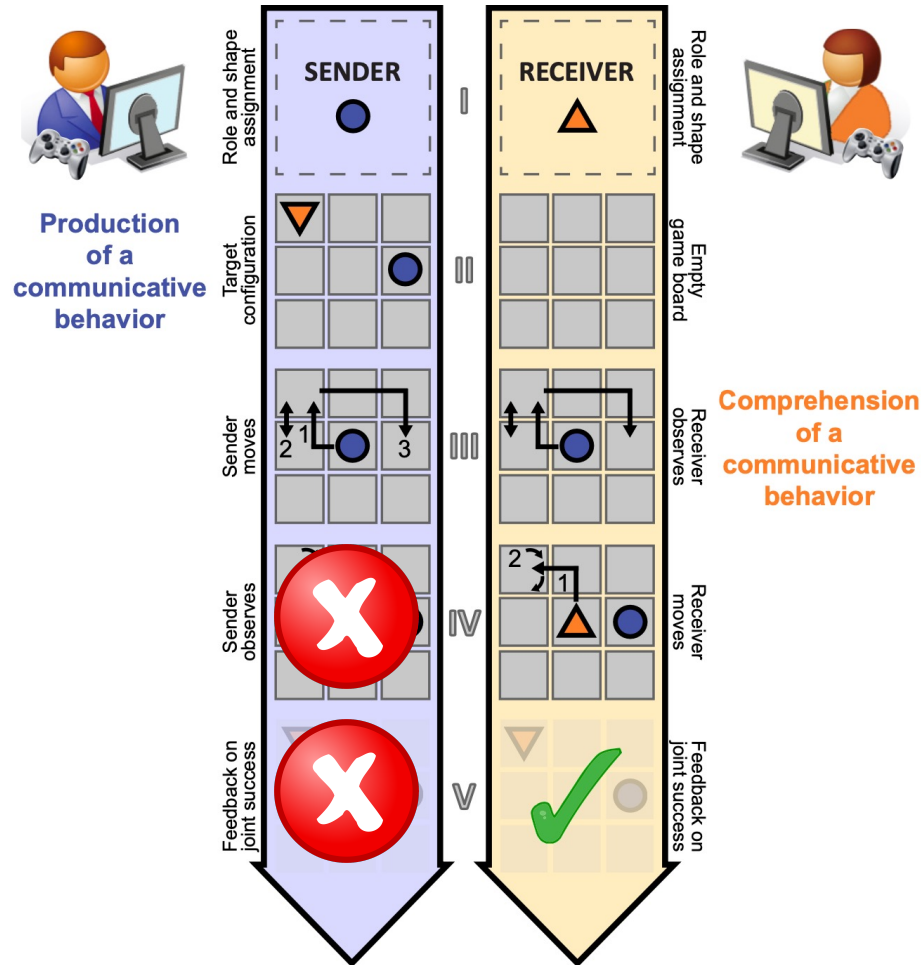 Role and shape
assignment
SENDER
I
RECEIVER
Role and shape
assignment
Production
of a
communicative
behavior
Target
configuration
II
Empty
game board
Sender
moves
2
1
3
III
Receiver
observes
Comprehension
of a
communicative
behavior
Sender
observes
IV
2
1
Receiver
moves
Feedback on
joint success
V
Feedback on
joint success